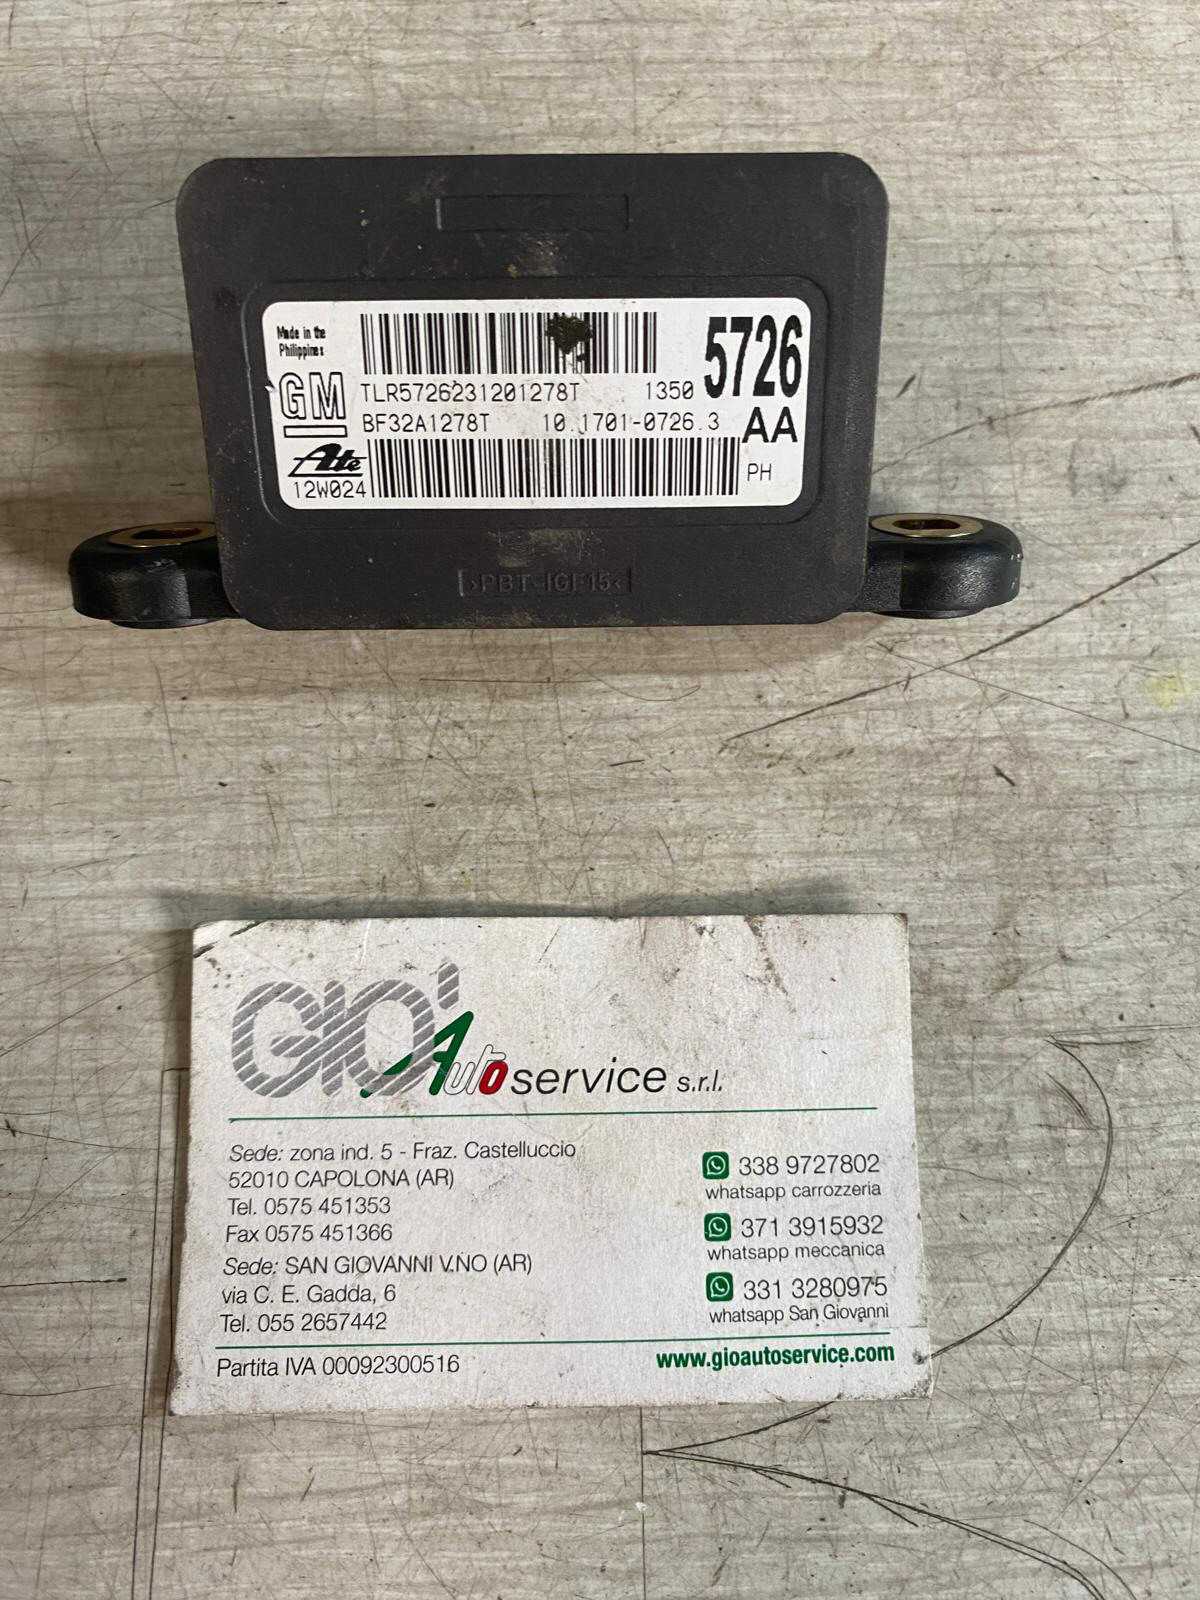 Made in the
Philippines
GM
TLR5726231201278T 1350 5726
BF32A1278T 10.1701-0726.3 AA
Ate
12W024 PH
>PBT-IGF15<
GIO' Autoservice s.r.l.
Sede: zona ind. 5 - Fraz. Castelluccio
52010 CAPOLONA (AR)
Tel. 0575 451353
Fax 0575 451366
Sede: SAN GIOVANNI V.NO (AR)
via C. E. Gadda, 6
Tel. 055 2657442
338 9727802
whatsapp carrozzeria
371 3915932
whatsapp meccanica
331 3280975
whatsapp San Giovanni
Partita IVA 00092300516
www.gioautoservice.com